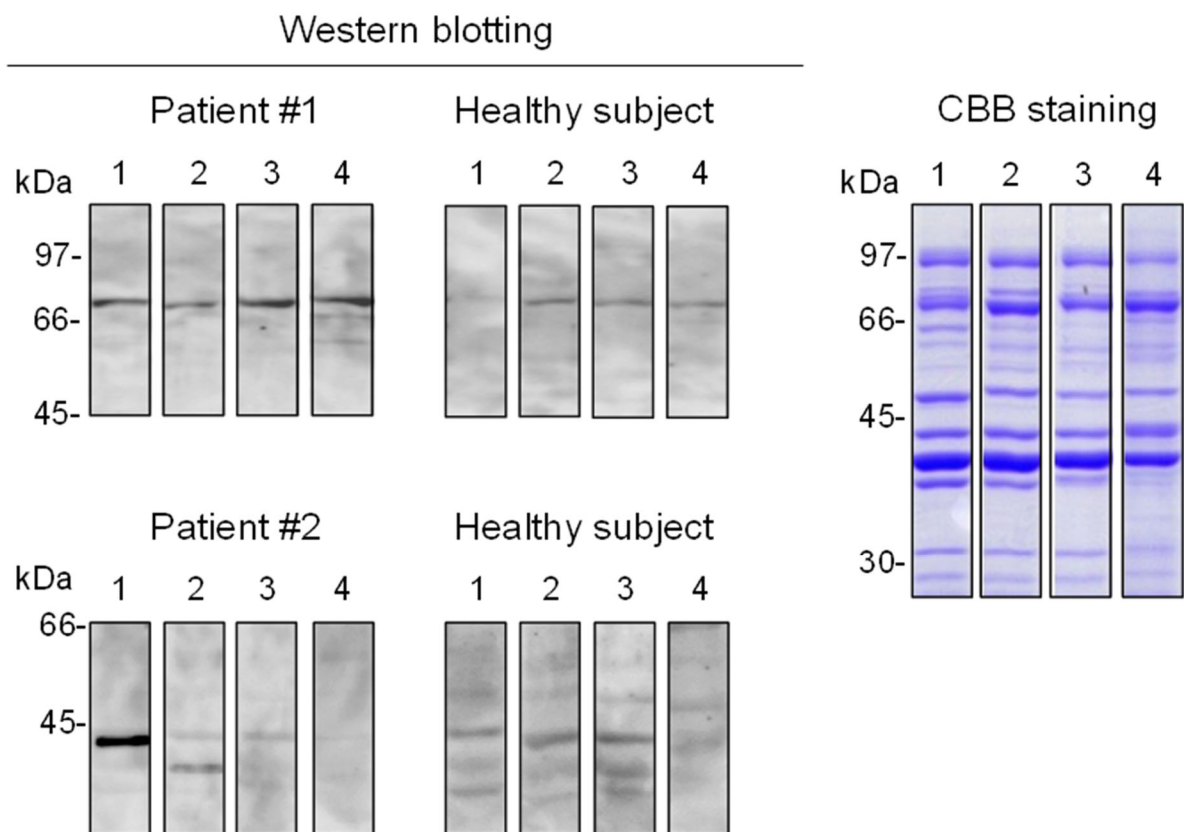 Western blotting
Patient #1
Healthy subject
CBB staining
kDa
1 2 3 4
1 2 3 4
kDa
1 2 3 4
97-
66-
45-
97-
66-
45-
30-
Patient #2
Healthy subject
kDa
1 2 3 4
1 2 3 4
66-
45-